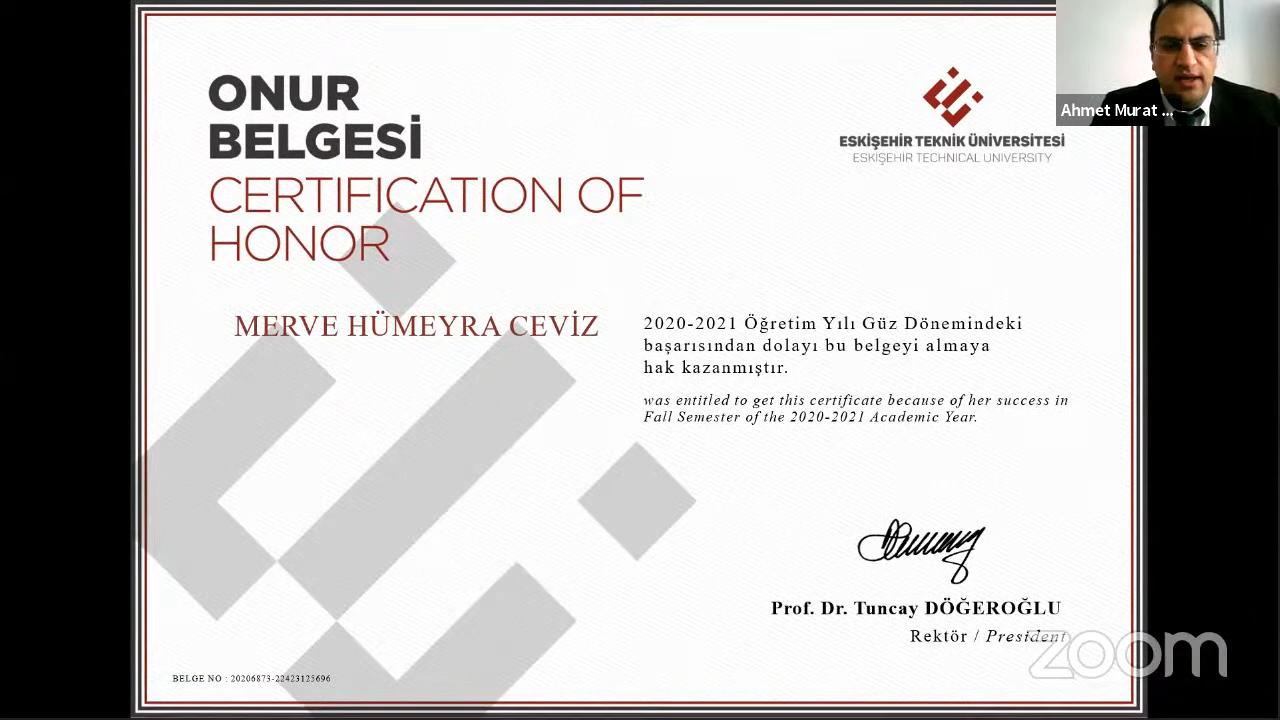 ONUR
BELGESİ
CERTIFICATION OF
HONOR
ESKİŞEHİR TEKNİK ÜNİVERSİTESİ
ESKİŞEHİR TECHNICAL UNIVERSITY
Ahmet Murat ...
MERVE HÜMEYRA CEVİZ
2020-2021 Öğretim Yılı Güz Dönemindeki
başarısından dolayı bu belgeyi almaya
hak kazanmıştır.
was entitled to get this certificate because of her success in
Fall Semester of the 2020-2021 Academic Year.
Prof. Dr. Tuncay DÖĞEROĞLU
Rektör / President
zoom
BELGE NO : 20206873-22423125696